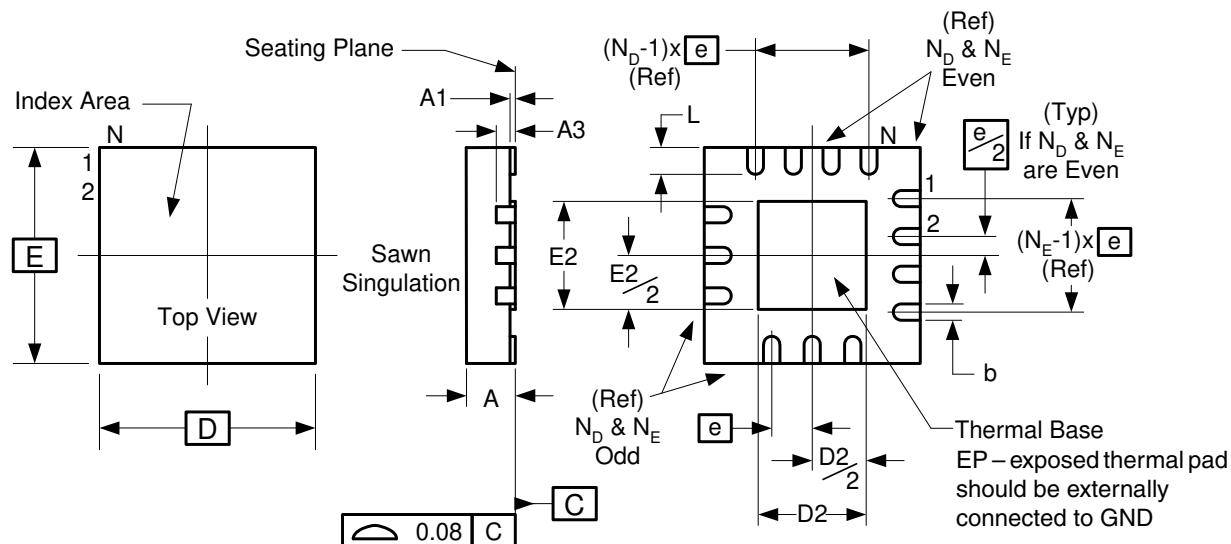 Seating Plane
Index Area
N
1
2
E
Top View
D
A1
A3
Sawn
Singulation
A
C
0.08 C
(N_D-1)x e
(Ref)
L
(Ref)
N_D & N_E
Even
N
e/2
(Typ)
If N_D & N_E
are Even
1
2
(N_E-1)x e
(Ref)
E2
E2/2
b
(Ref)
N_D & N_E
Odd
e
D2/2
D2
Thermal Base
EP – exposed thermal pad
should be externally
connected to GND